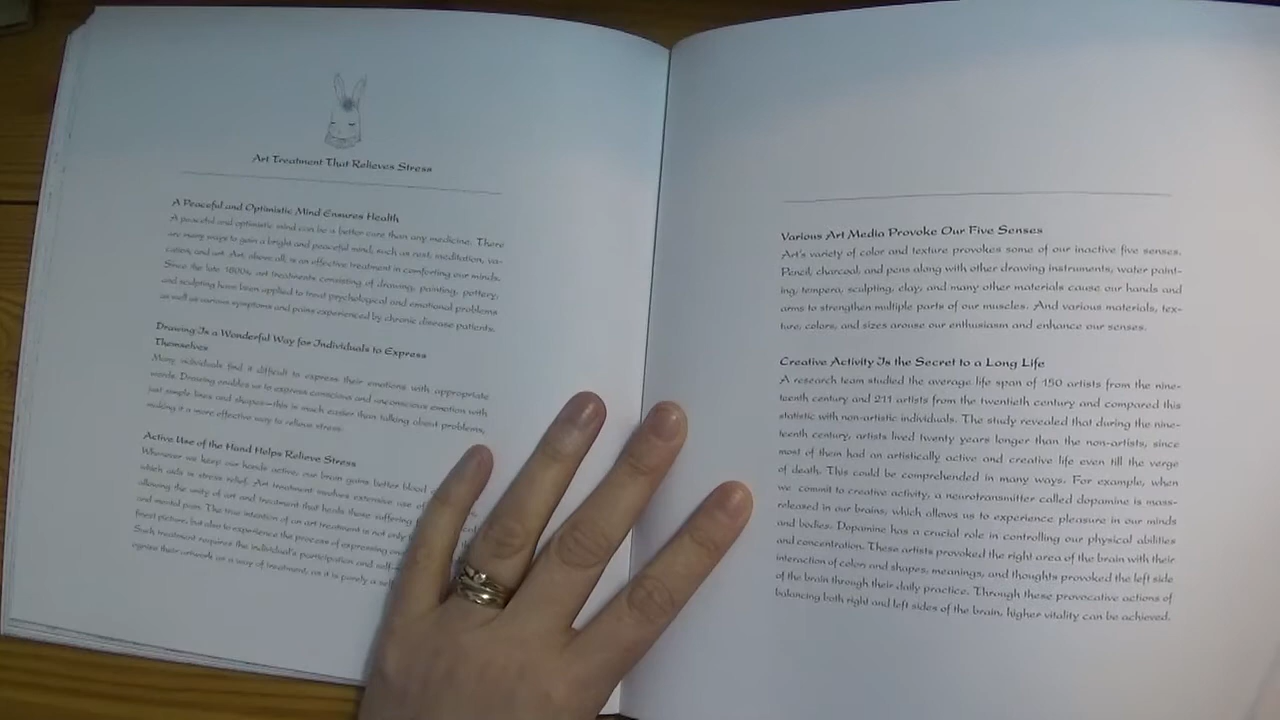 Art Treatment That Relieves Stress
A Peaceful and Optimistic Mind Ensures Health
A peaceful and optimistic mind can be a better cure than any medicine. There
are many ways to gain a bright and peaceful mind, such as rest, meditation, va-
cation, and art. Art, above all, is an effective treatment in comforting our minds.
Since the late 1800s, art treatments consisting of drawing, painting, pottery,
and sculpting have been applied to treat psychological and emotional problems
as well as various symptoms and pains experienced by chronic disease patients.
Drawing Is a Wonderful Way for Individuals to Express
Themselves
Many individuals find it difficult to express their emotions with appropriate
words. Drawing enables us to express conscious and unconscious emotion with
just simple lines and shapes—this is much easier than talking about problems,
making it a more effective way to relieve stress.
Active Use of the Hand Helps Relieve Stress
Whenever we keep our hands active, our brain gains better blood
which aids in stress relief. Art treatment involves extensive use of
allowing the unity of art and treatment that heals those suffering
and mental pain. The true intention of an art treatment is not only
finest picture, but also to experience the process of expressing
Such treatment requires the individual's participation and self-
ognize their artwork as a way of treatment, as it is purely a
Various Art Media Provoke Our Five Senses
Art's variety of color and texture provokes some of our inactive five senses.
Pencil, charcoal, and pens along with other drawing instruments, water paint-
ing, tempera, sculpting, clay, and many other materials cause our hands and
arms to strengthen multiple parts of our muscles. And various materials, tex-
ture, colors, and sizes arouse our enthusiasm and enhance our senses.
Creative Activity Is the Secret to a Long Life
A research team studied the average life span of 150 artists from the nine-
teenth century and 211 artists from the twentieth century and compared this
statistic with non-artistic individuals. The study revealed that during the nine-
teenth century, artists lived twenty years longer than the non-artists, since
most of them had an artistically active and creative life even till the verge
of death. This could be comprehended in many ways. For example, when
we commit to creative activity, a neurotransmitter called dopamine is mass-
released in our brains, which allows us to experience pleasure in our minds
and bodies. Dopamine has a crucial role in controlling our physical abilities
and concentration. These artists provoked the right area of the brain with their
interaction of colors and shapes, meanings, and thoughts provoked the left side
of the brain through their daily practice. Through these provocative actions of
balancing both right and left sides of the brain, higher vitality can be achieved.